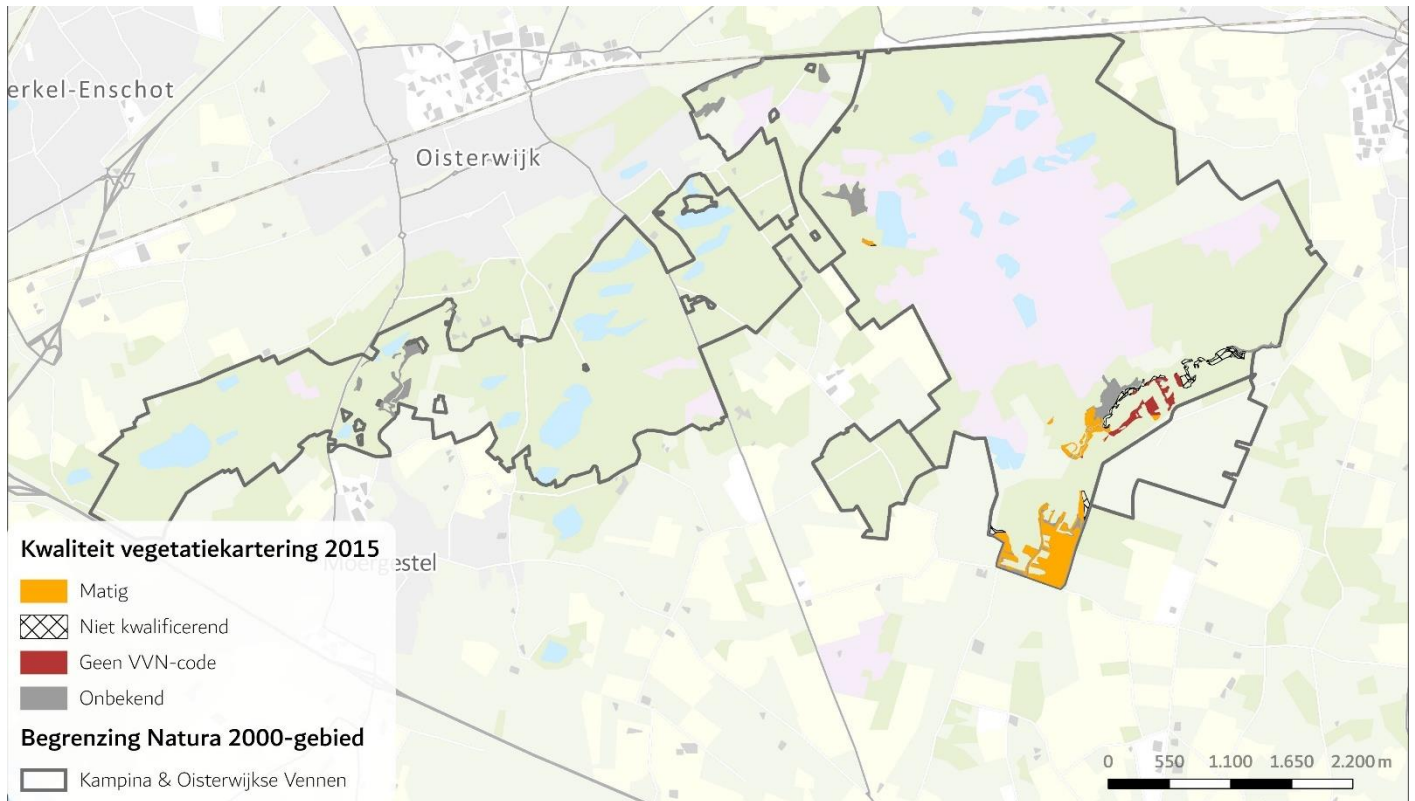 erkel-Enschot
Oisterwijk
Moergestel
Kwaliteit vegetatiekartering 2015
Matig
Niet kwalificerend
Geen VVN-code
Onbekend
Begrenzing Natura 2000-gebied
Kampina & Oisterwijkse Vennen
0 550 1.100 1.650 2.200 m